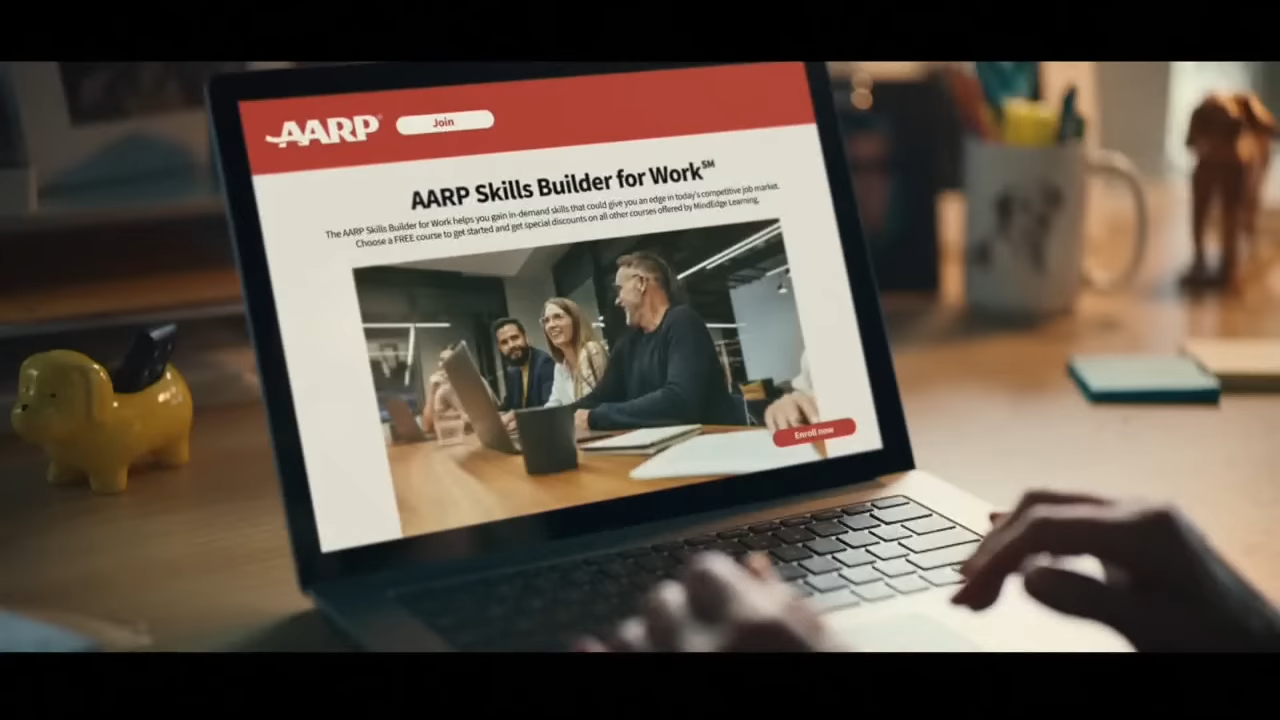 AARP®
Join
AARP Skills Builder for Work℠
The AARP Skills Builder for Work helps you gain in-demand skills that could give you an edge in today's competitive job market.
Choose a FREE course to get started and get special discounts on all other courses offered by MindEdge Learning.
Enroll now